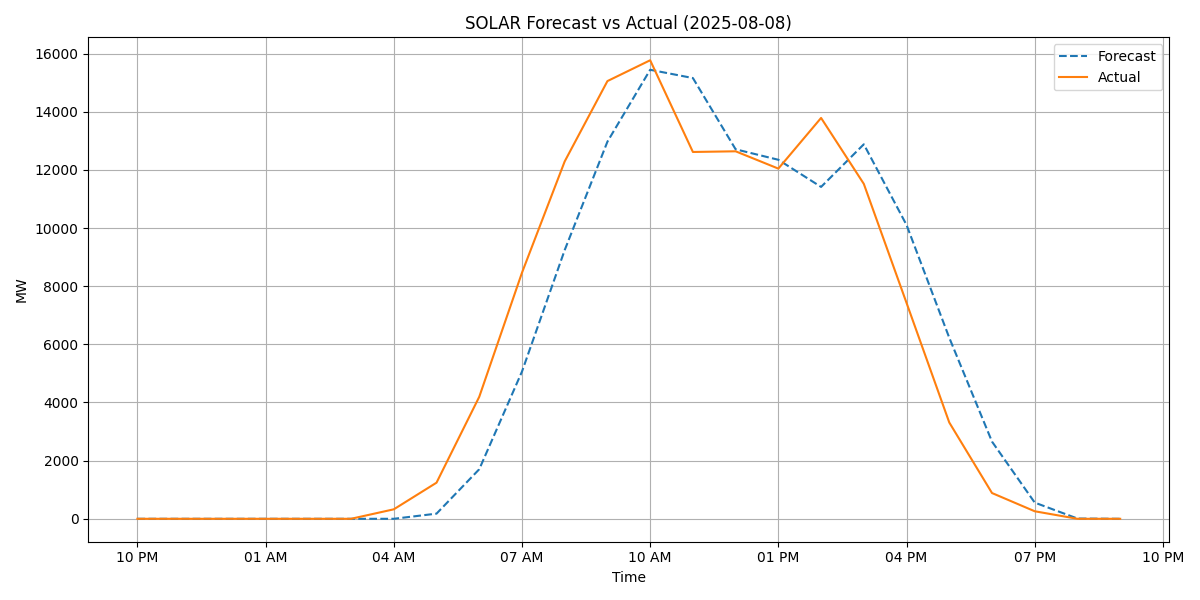 SOLAR Forecast vs Actual (2025-08-08)
16000
14000
12000
10000
8000
6000
4000
2000
0
MW
Forecast
Actual
10 PM 01 AM 04 AM 07 AM 10 AM 01 PM 04 PM 07 PM 10 PM
Time